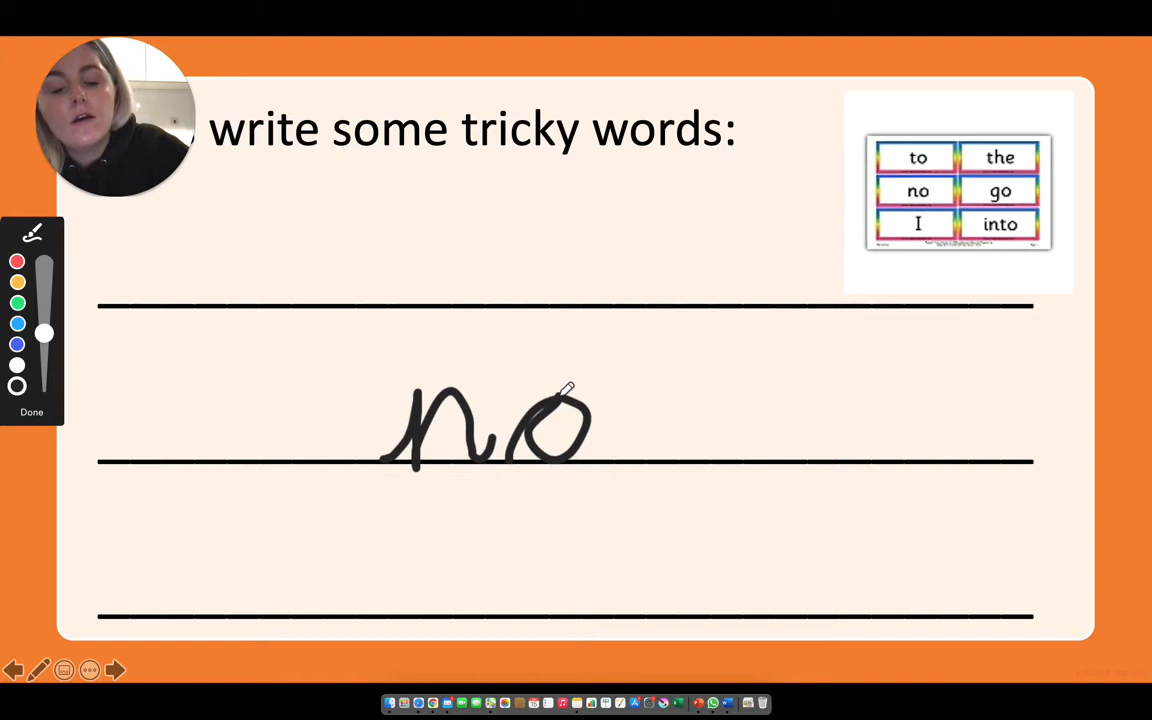 write some tricky words:
to the
no go
I into
no
Done